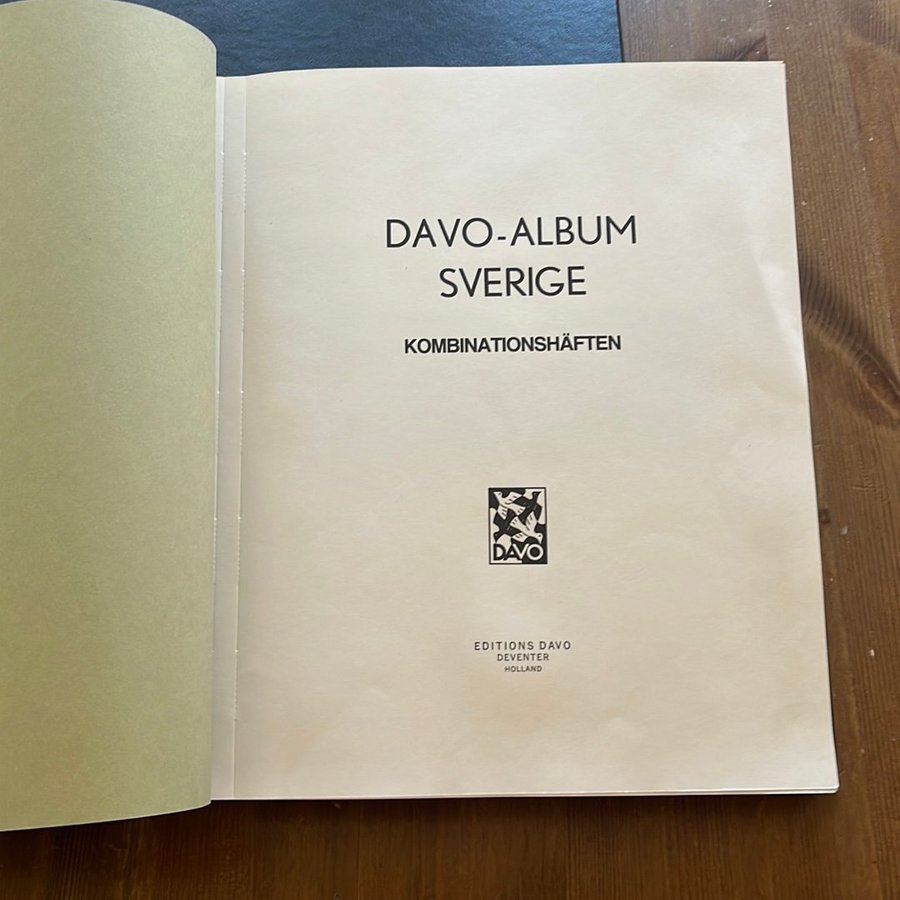 DAVO-ALBUM
SVERIGE
KOMBINATIONSHÄFTEN
DAVO
EDITIONS DAVO
DEVENTER
HOLLAND